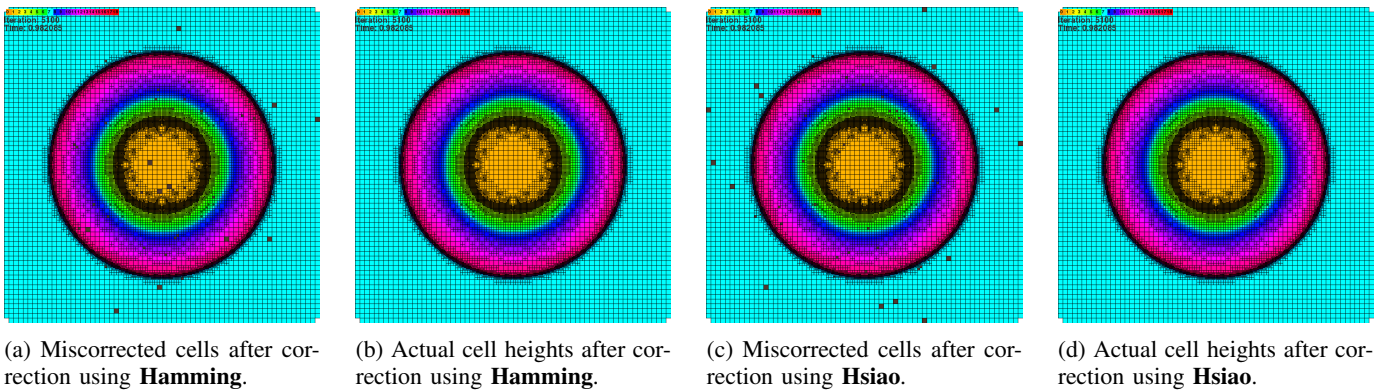 Iteration: 5100
Time: 0.982085
Iteration: 5100
Time: 0.982085
Iteration: 5100
Time: 0.982085
Iteration: 5100
Time: 0.982085
(a) Miscorrected cells after cor-
rection using Hamming.
(b) Actual cell heights after cor-
rection using Hamming.
(c) Miscorrected cells after cor-
rection using Hsiao.
(d) Actual cell heights after cor-
rection using Hsiao.